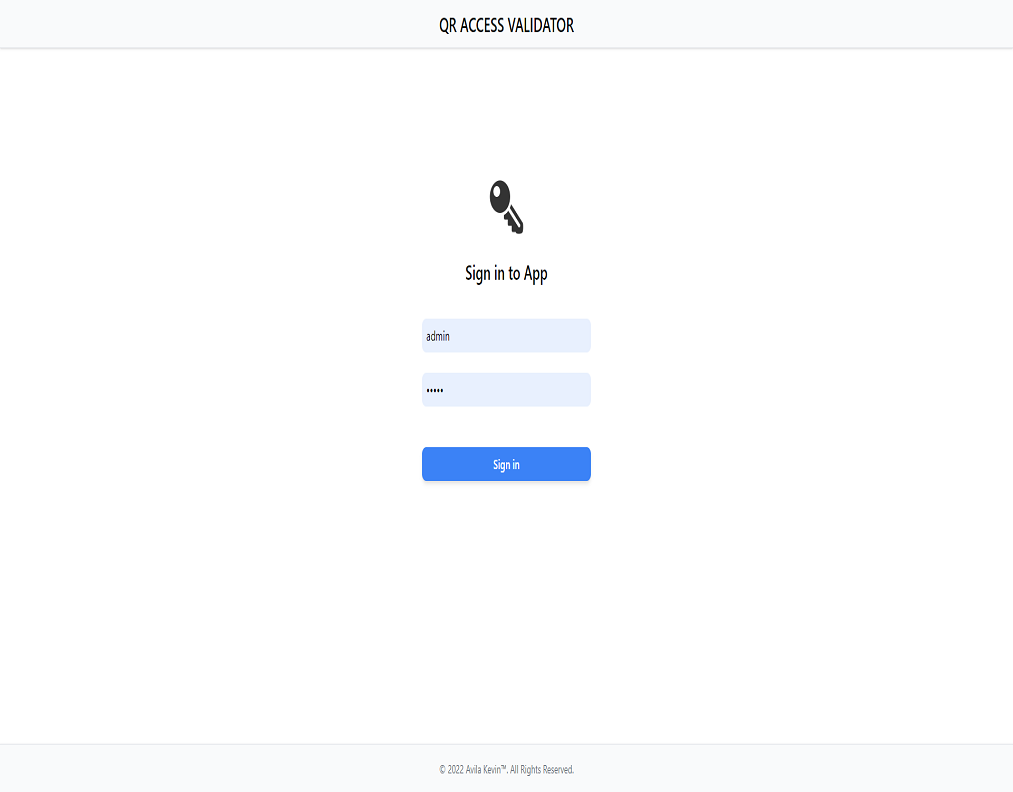 QR ACCESS VALIDATOR
Sign in to App
admin
•••••
Sign in
© 2022 Avila Kevin™. All Rights Reserved.